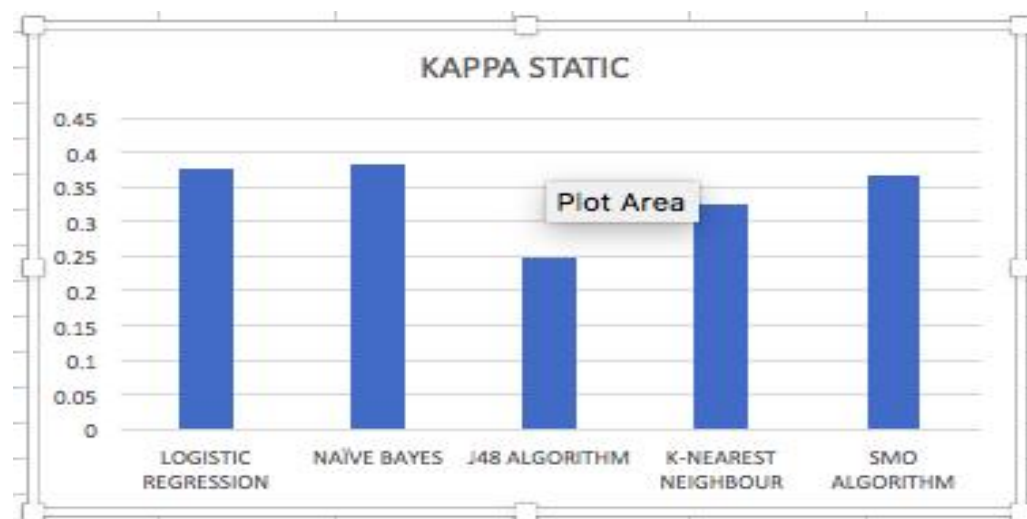 KAPPA STATIC
0.45
0.4
0.35
0.3
0.25
0.2
0.15
0.1
0.05
0
Plot Area
LOGISTIC
REGRESSION
NAÏVE BAYES
J48 ALGORITHM
K-NEAREST
NEIGHBOUR
SMO
ALGORITHM